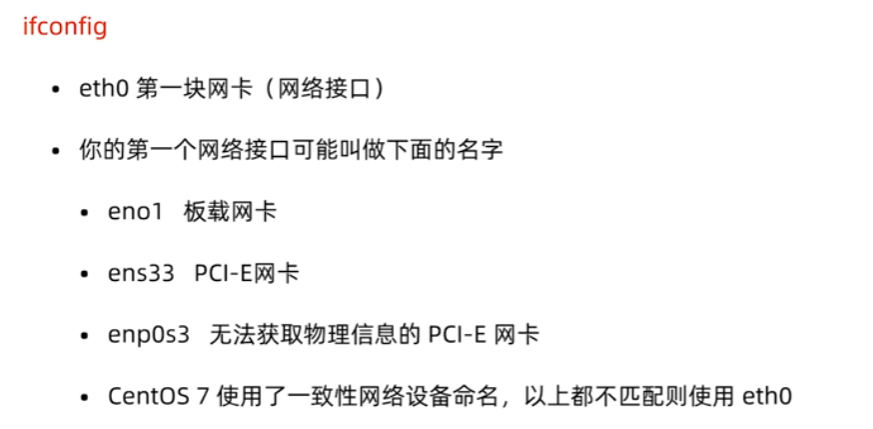 ifconfig
• eth0 第一块网卡（网络接口）
• 你的第一个网络接口可能叫做下面的名字
• eno1 板载网卡
• ens33 PCI-E网卡
• enp0s3 无法获取物理信息的 PCI-E 网卡
• CentOS 7 使用了一致性网络设备命名，以上都不匹配则使用 eth0